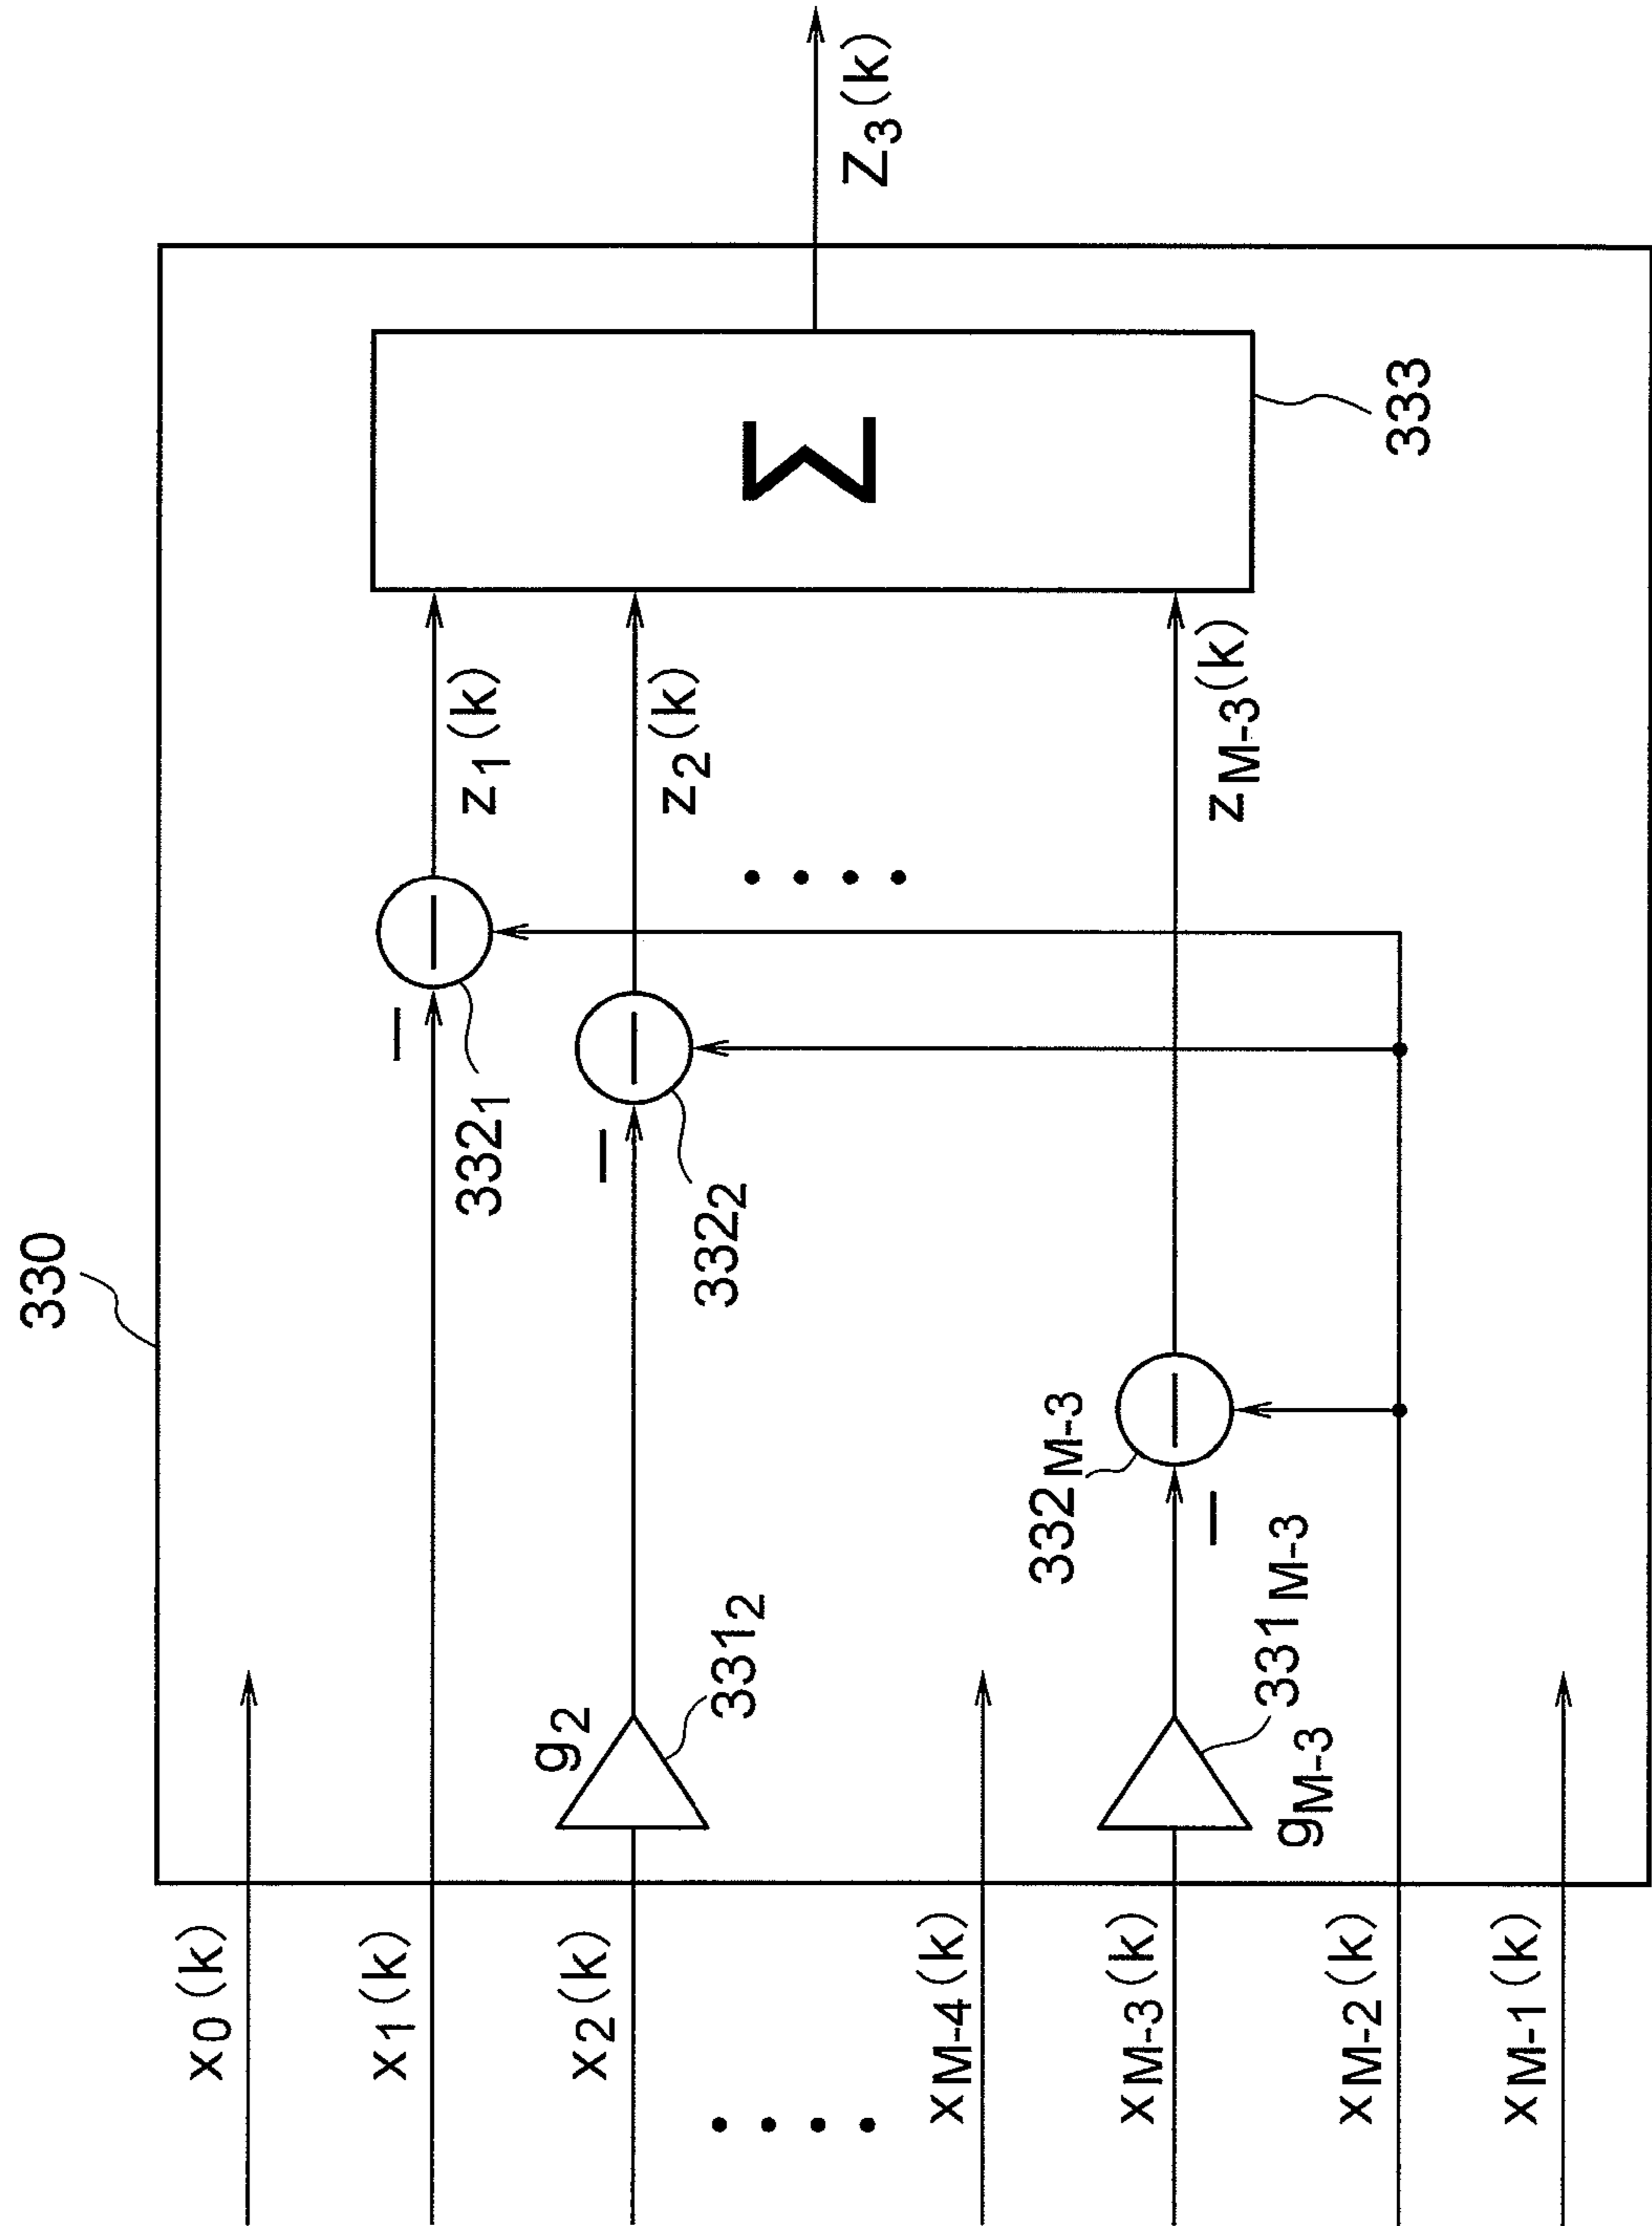 330
x0(k)
x1(k)
x2(k)
xM-4(k)
xM-3(k)
xM-2(k)
xM-1(k)
g2
3312
gM-3
331M-3
3321
3322
332M-3
z1(k)
z2(k)
zM-3(k)
Σ
333
Z3(k)